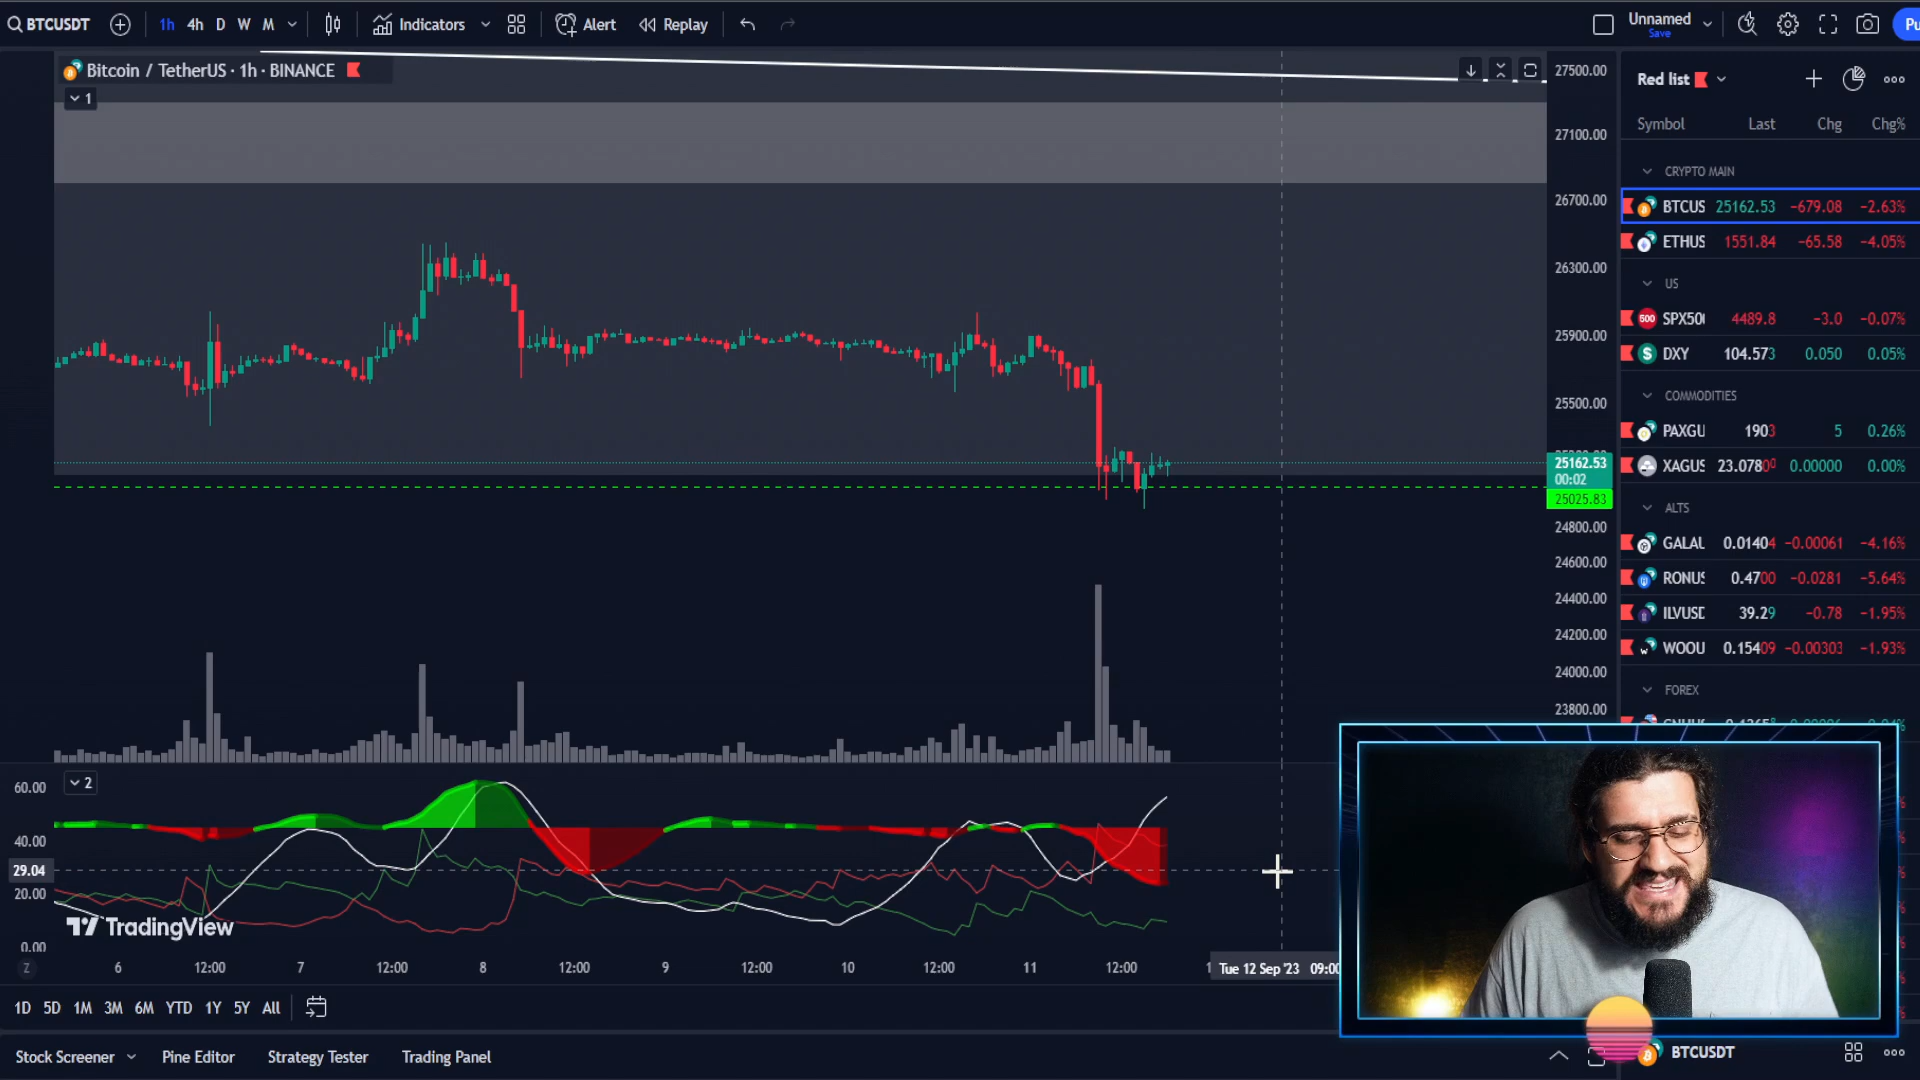 BTCUSDT 1h 4h D W M Indicators Alert Replay Unnamed
Save
Bitcoin / TetherUS · 1h · BINANCE
1
27500.00
27100.00
26700.00
26300.00
25900.00
25500.00
25162.53
00:02
25025.83
24800.00
24600.00
24400.00
24200.00
24000.00
23800.00
Red list
Symbol Last Chg Chg%
CRYPTO MAIN
BTCUS 25162.53 −679.08 −2.63%
ETHUS 1551.84 −65.58 −4.05%
US
500 SPX50 4489.8 −3.0 −0.07%
$ DXY 104.573 0.050 0.05%
COMMODITIES
PAXGU 1903 5 0.26%
XAGUS 23.0780⁰ 0.00000 0.00%
ALTS
GALAU 0.01404 −0.00061 −4.16%
RONUS 0.4700 −0.0281 −5.64%
ILVUSD 39.29 −0.78 −1.95%
WOOU 0.15409 −0.00303 −1.93%
FOREX
2
60.00
40.00
29.04
20.00
0.00
TradingView
Z 6 12:00 7 12:00 8 12:00 9 12:00 10 12:00 11 12:00 Tue 12 Sep '23 09:00
1D 5D 1M 3M 6M YTD 1Y 5Y All
Stock Screener Pine Editor Strategy Tester Trading Panel
BTCUSDT